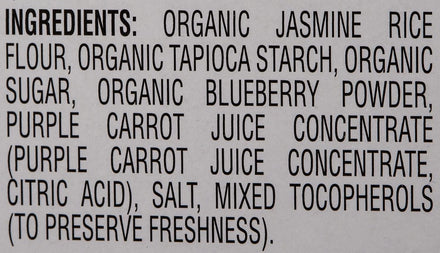 INGREDIENTS: ORGANIC JASMINE RICE
FLOUR, ORGANIC TAPIOCA STARCH, ORGANIC
SUGAR, ORGANIC BLUEBERRY POWDER,
PURPLE CARROT JUICE CONCENTRATE
(PURPLE CARROT JUICE CONCENTRATE,
CITRIC ACID), SALT, MIXED TOCOPHEROLS
(TO PRESERVE FRESHNESS).